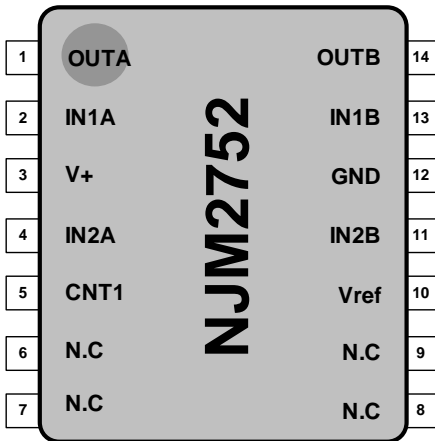 1 OUTA OUTB 14
2 IN1A IN1B 13
3 V+ GND 12
4 IN2A IN2B 11
5 CNT1 Vref 10
6 N.C N.C 9
7 N.C N.C 8
NJM2752